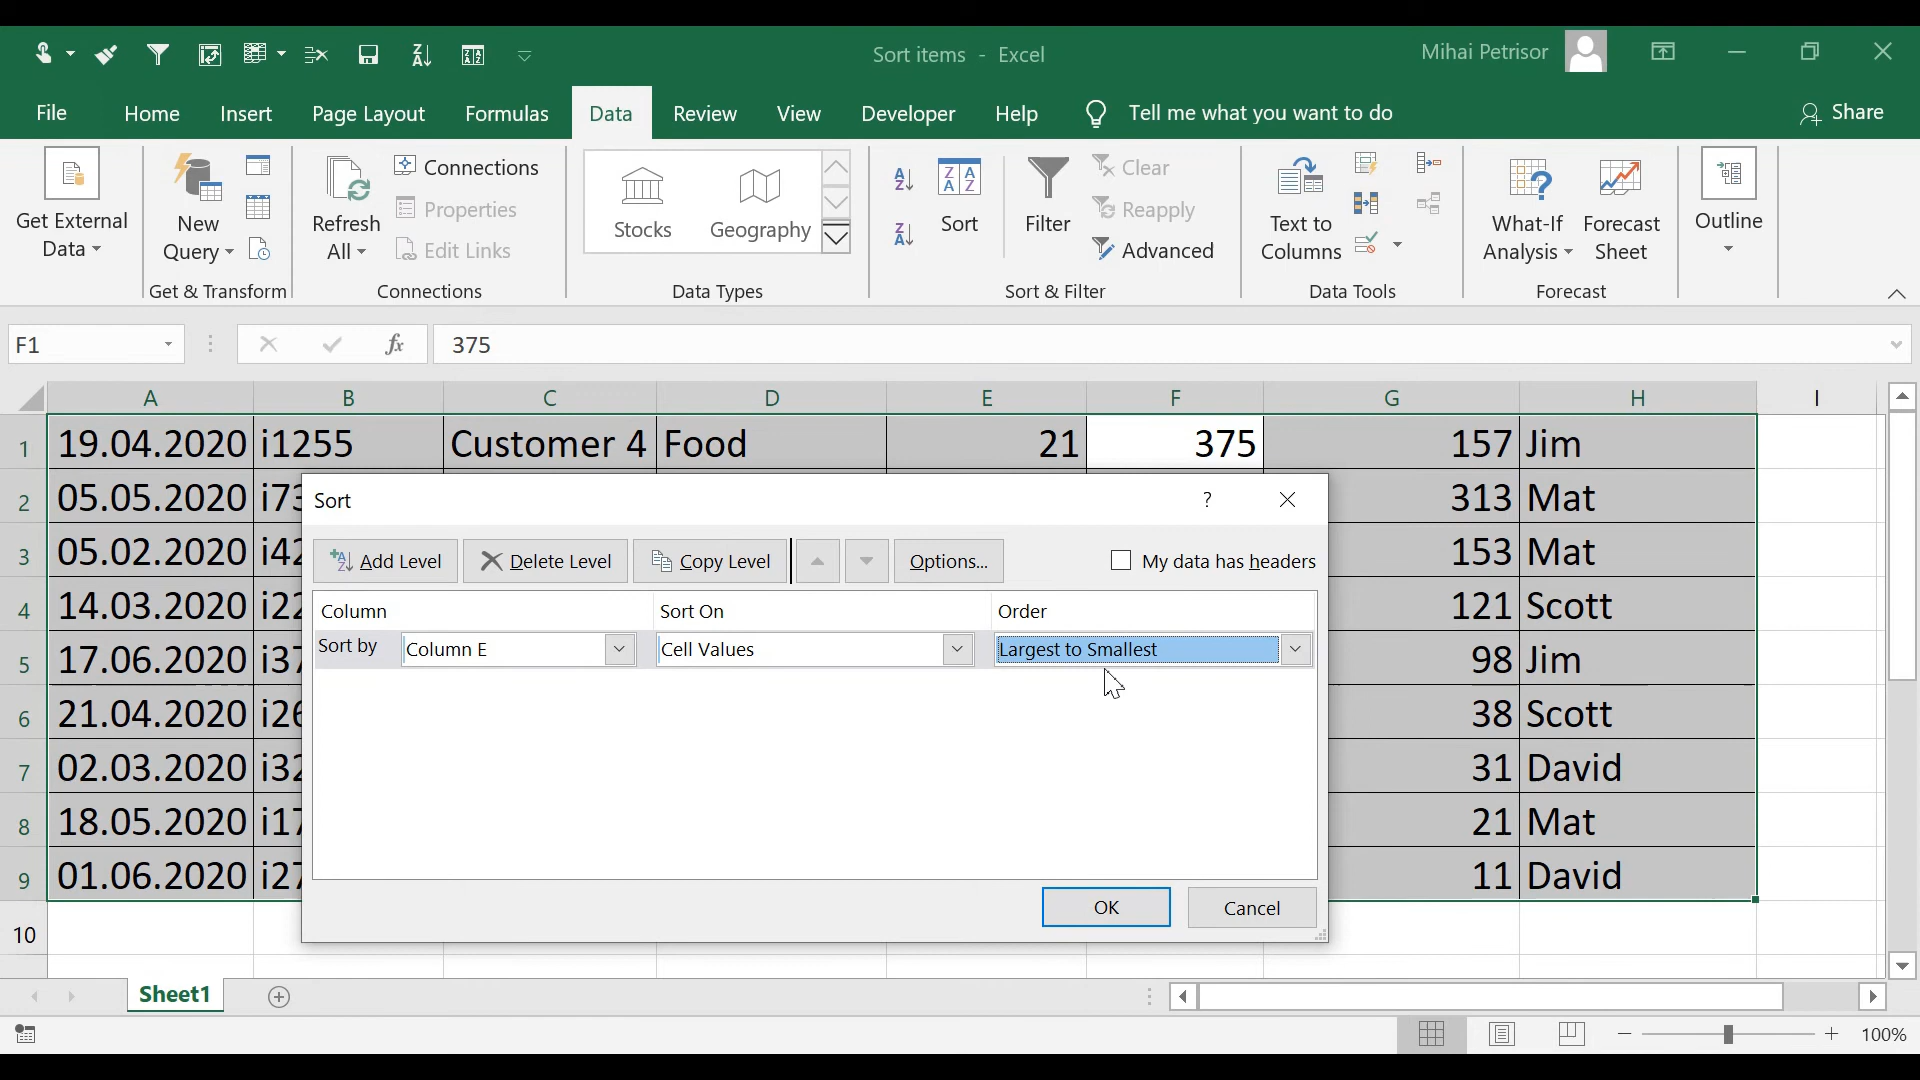 Sort items - Excel
Mihai Petrisor
File Home Insert Page Layout Formulas Data Review View Developer Help Tell me what you want to do Share
Get External Data
New Query
Get & Transform
Refresh All
Connections
Properties
Edit Links
Connections
Stocks
Geography
Data Types
Sort
Filter
Clear
Reapply
Advanced
Sort & Filter
Text to Columns
Data Tools
What-If Analysis
Forecast Sheet
Forecast
Outline
F1 fx 375
A B C D E F G H I
1 19.04.2020 i1255 Customer 4 Food 21 375 157 Jim
2 05.05.2020 313 Mat
3 05.02.2020 153 Mat
4 14.03.2020 121 Scott
5 17.06.2020 98 Jim
6 21.04.2020 38 Scott
7 02.03.2020 31 David
8 18.05.2020 21 Mat
9 01.06.2020 11 David
10
Sort ?
Add Level Delete Level Copy Level Options... My data has headers
Column Sort On Order
Sort by Column E Cell Values Largest to Smallest
OK Cancel
Sheet1
100%